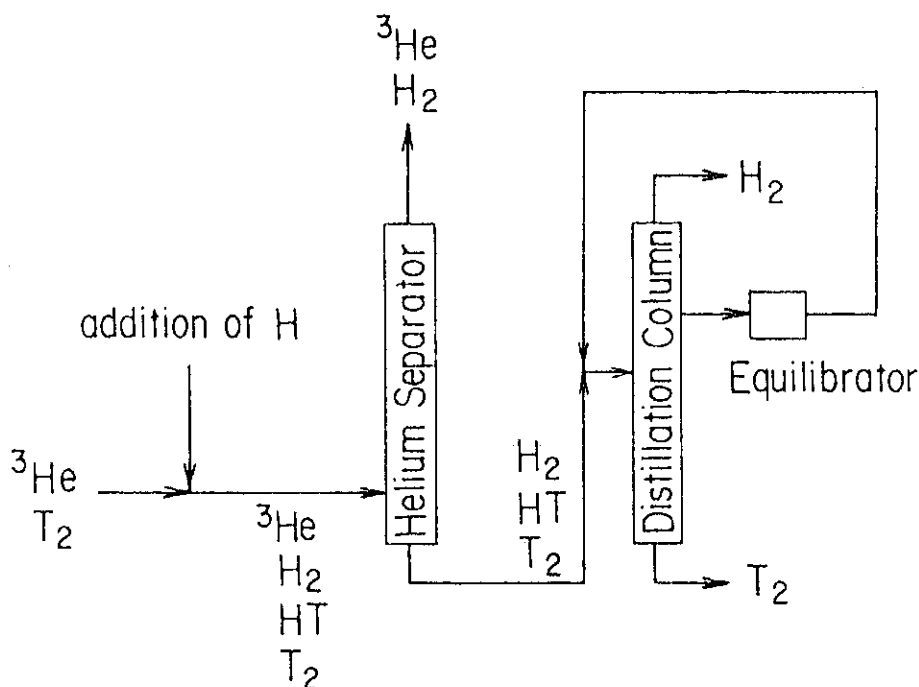 ³He
H₂
addition of H
³He
T₂
³He
H₂
HT
T₂
Helium Separator
H₂
HT
T₂
Distillation Column
H₂
Equilibrator
T₂